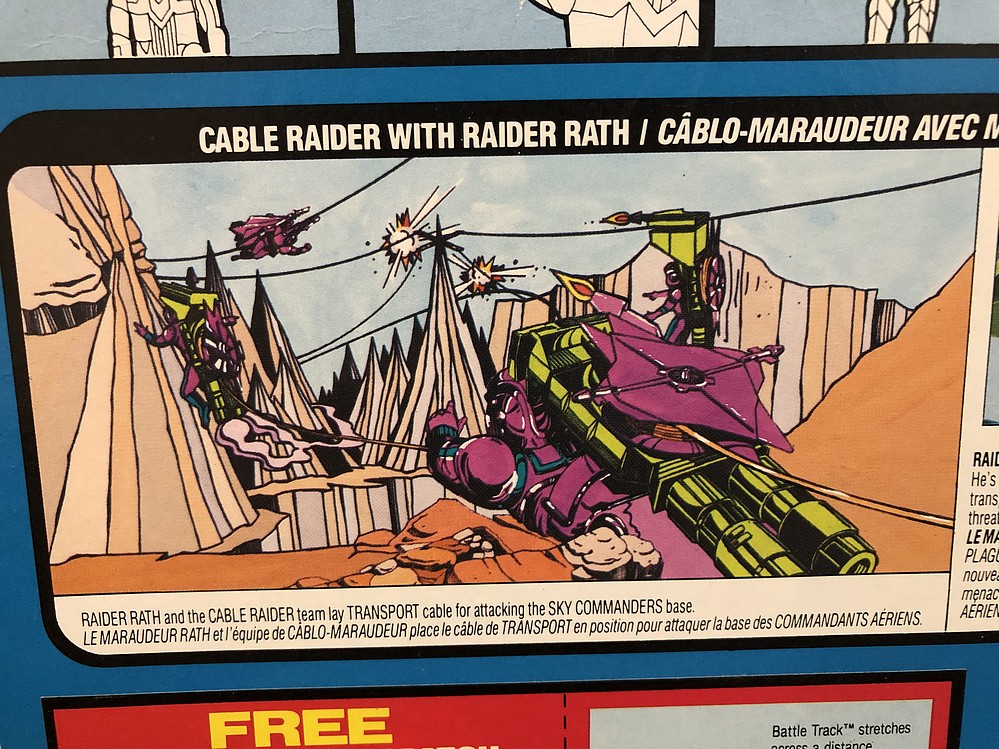 CABLE RAIDER WITH RAIDER RATH / CÂBLO-MARAUDEUR AVEC
RAIDER RATH and the CABLE RAIDER team lay TRANSPORT cable for attacking the SKY COMMANDERS base.
LE MARAUDEUR RATH et l'équipe de CÂBLO-MARAUDEUR place le câble de TRANSPORT en position pour attaquer la base des COMMANDANTS AÉRIENS.
He's
trans
threat
LE MA
PLAGU
nouvea
menac
AÉRIEN
FREE
Battle Track™ stretches
across a distance